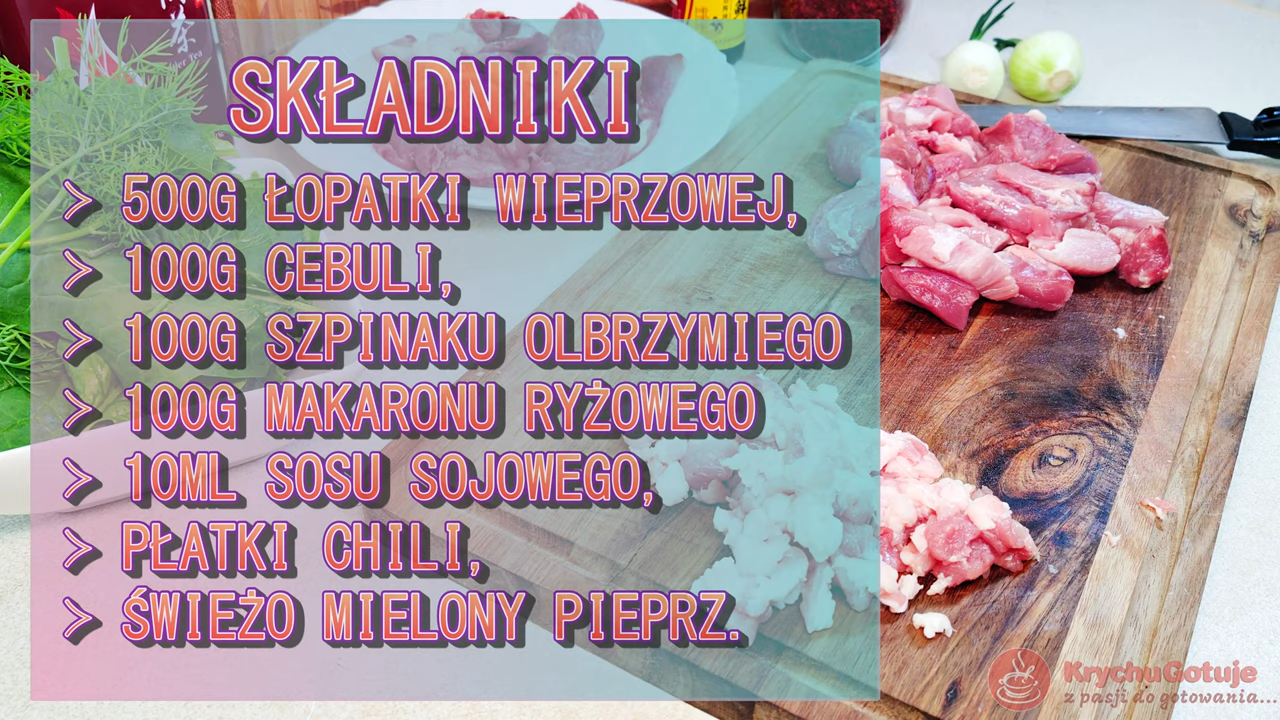 SKŁADNIKI
> 500G ŁOPATKI WIEPRZOWEJ,
> 100G CEBULI,
> 100G SZPINAKU OLBRZYMIEGO
> 100G MAKARONU RYŻOWEGO
> 10ML SOSU SOJOWEGO,
> PŁATKI CHILI,
> ŚWIEŻO MIELONY PIEPRZ.
KrychuGotuje
z pasji do gotowania...